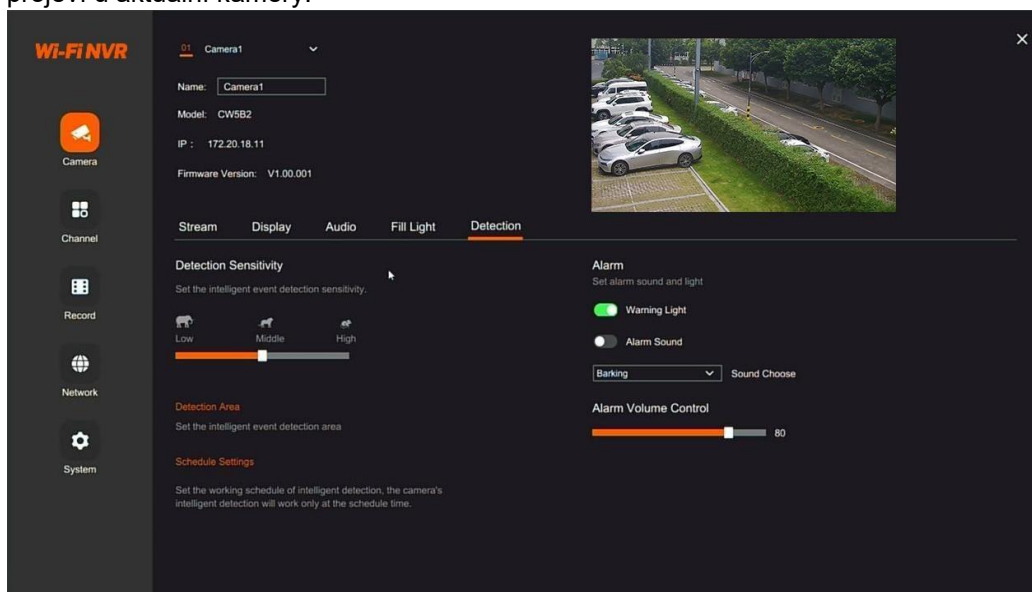 projeví u aktuální kamery.
Wi-Fi NVR
01 Camera1
Name: Camera1
Model: CW5B2
IP : 172.20.18.11
Firmware Version: V1.00.001
Camera
Channel
Record
Network
System
Stream Display Audio Fill Light Detection
Detection Sensitivity
Set the intelligent event detection sensitivity.
Low Middle High
Detection Area
Set the intelligent event detection area
Schedule Settings
Set the working schedule of intelligent detection, the camera's
intelligent detection will work only at the schedule time.
Alarm
Set alarm sound and light
Warning Light
Alarm Sound
Barking Sound Choose
Alarm Volume Control
80